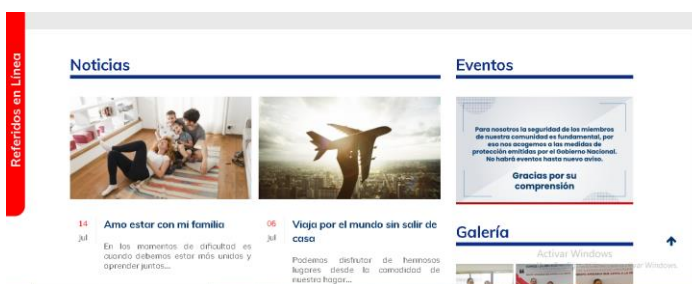 Referidos en Línea
Noticias
14
jul
Amo estar con mi familia
En los momentos de dificultad es
cuando debemos estar más unidos y
aprender juntos...
06
jul
Viaja por el mundo sin salir de
casa
Podemos disfrutar de hermosos
lugares desde la comodidad de
nuestro hogar...
Eventos
Para nosotros la seguridad de los miembros
de nuestra comunidad es fundamental, por
eso nos acogemos a las medidas de
protección emitidas por el Gobierno Nacional.
No habrá eventos hasta nuevo aviso.
Gracias por su
comprensión
Galería
Activar Windows
Windows.